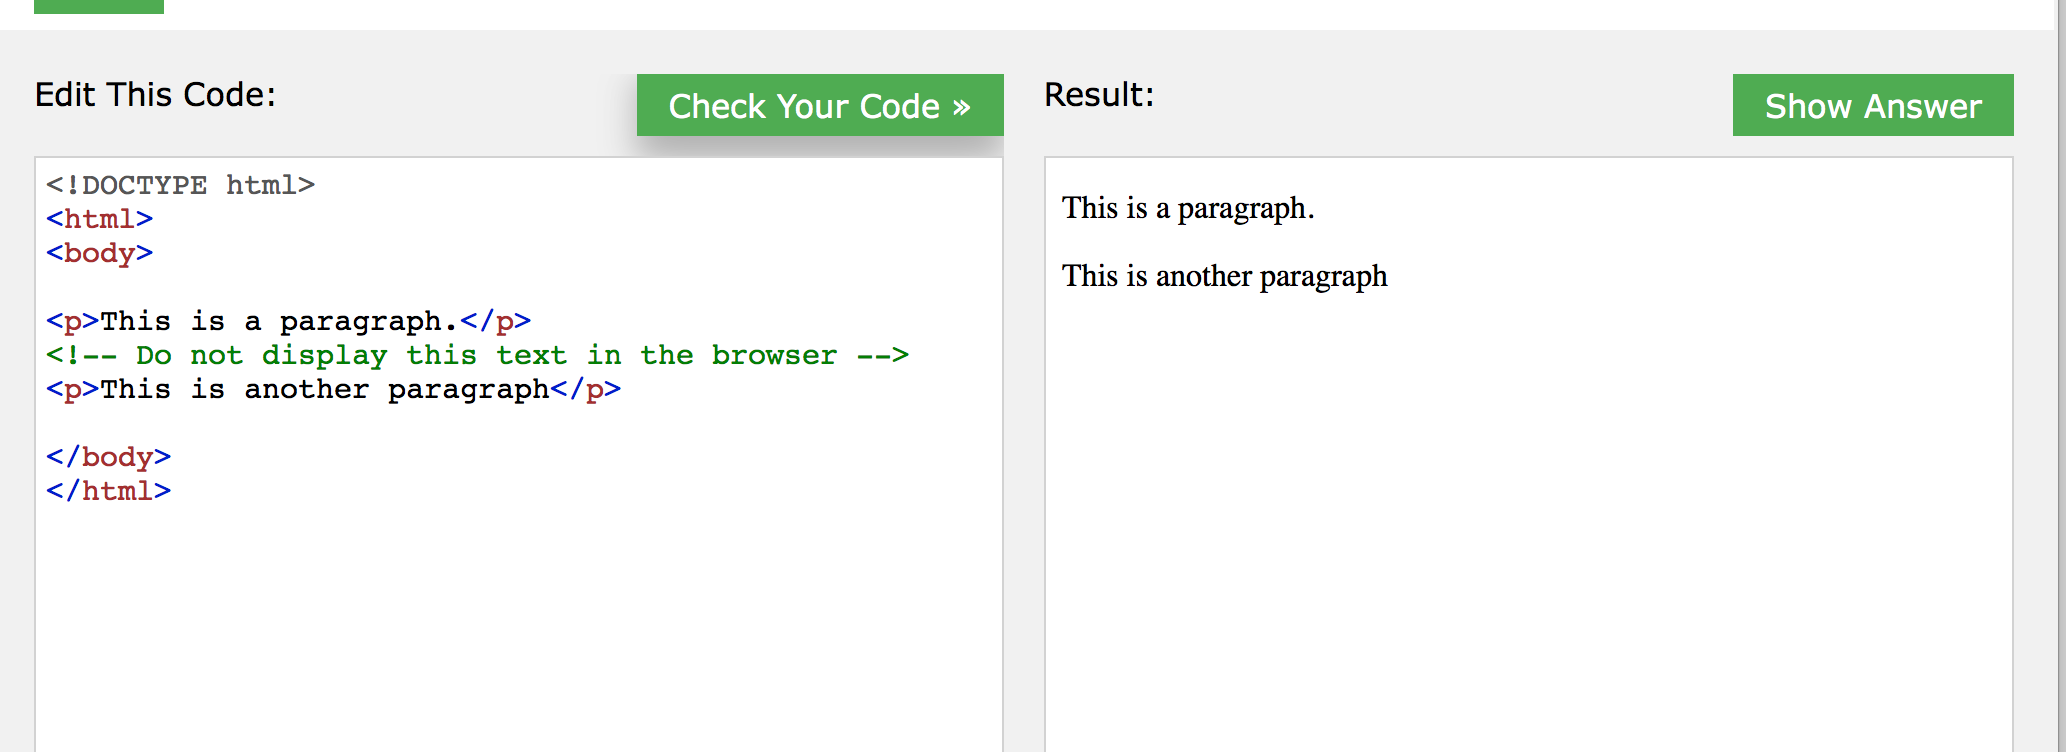 Edit This Code:
Check Your Code »
<!DOCTYPE html>
<html>
<body>
<p>This is a paragraph.</p>
<!-- Do not display this text in the browser -->
<p>This is another paragraph</p>
</body>
</html>
Result:
Show Answer
This is a paragraph.
This is another paragraph